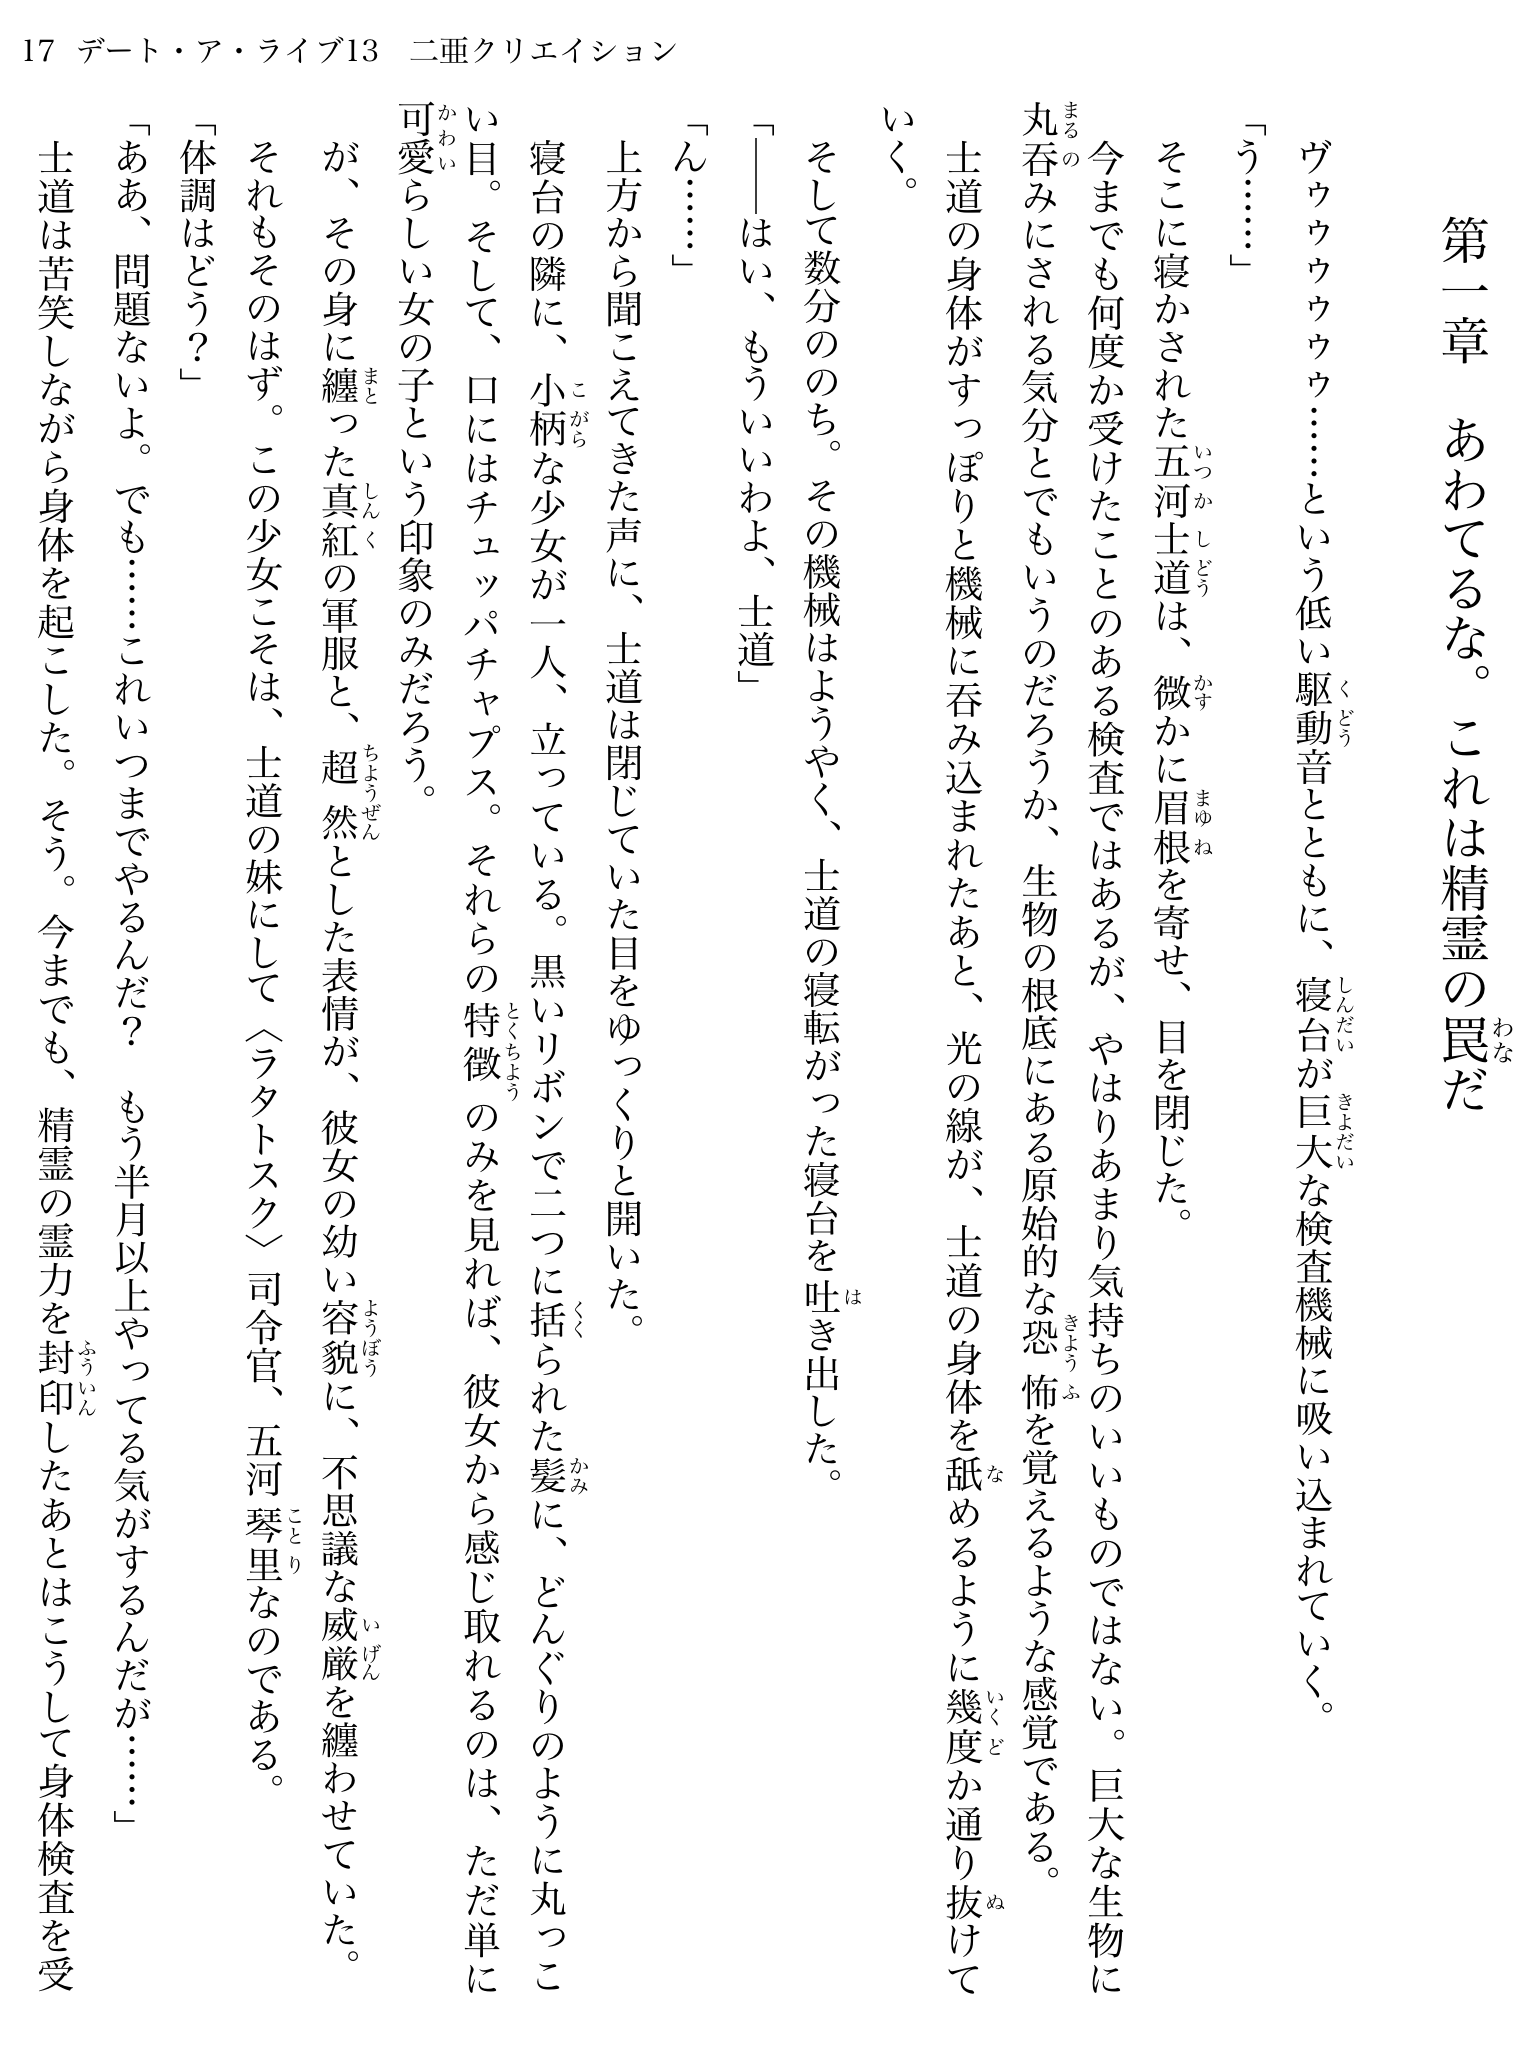 17 デート・ア・ライブ13　二亜クリエイション
第一章　あわてるな。これは精霊の罠だ
ヴゥゥゥゥゥゥ……という低い駆動音とともに、寝台が巨大な検査機械に吸い込まれていく。
「う……」
そこに寝かされた五河士道は、微かに眉根を寄せ、目を閉じた。
今までも何度か受けたことのある検査ではあるが、やはりあまり気持ちのいいものではない。巨大な生物に
丸呑みにされる気分とでもいうのだろうか、生物の根底にある原始的な恐怖を覚えるような感覚である。
士道の身体がすっぽりと機械に呑み込まれたあと、光の線が、士道の身体を舐めるように幾度か通り抜けて
いく。
そして数分ののち。その機械はようやく、士道の寝転がった寝台を吐き出した。
「――はい、もういいわよ、士道」
「ん……」
上方から聞こえてきた声に、士道は閉じていた目をゆっくりと開いた。
寝台の隣に、小柄な少女が一人、立っている。黒いリボンで二つに括られた髪に、どんぐりのように丸っこ
い目。そして、口にはチュッパチャプス。それらの特徴のみを見れば、彼女から感じ取れるのは、ただ単に
可愛らしい女の子という印象のみだろう。
が、その身に纏った真紅の軍服と、超然とした表情が、彼女の幼い容貌に、不思議な威厳を纏わせていた。
それもそのはず。この少女こそは、士道の妹にして〈ラタトスク〉司令官、五河琴里なのである。
「体調はどう？」
「ああ、問題ないよ。でも……これいつまでやるんだ？　もう半月以上やってる気がするんだが……」
士道は苦笑しながら身体を起こした。そう。今までも、精霊の霊力を封印したあとはこうして身体検査を受